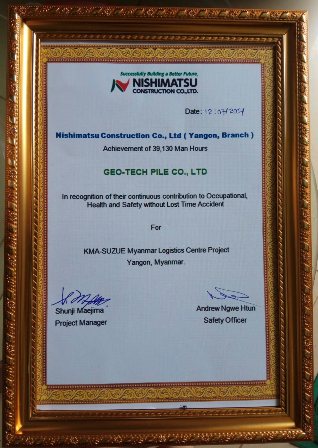 Successfully Building a Better Future,
NISHIMATSU
CONSTRUCTION CO.,LTD.
Date:
Nishimatsu Construction Co., Ltd ( Yangon, Branch )
Achievement of 39,130 Man Hours
GEO-TECH PILE CO., LTD
In recognition of their continuous contribution to Occupational,
Health and Safety without Lost Time Accident
For
KMA-SUZUE Myanmar Logistics Centre Project
Yangon, Myanmar.
Shunji Maejima
Project Manager
Andrew Ngwe Htun
Safety Officer